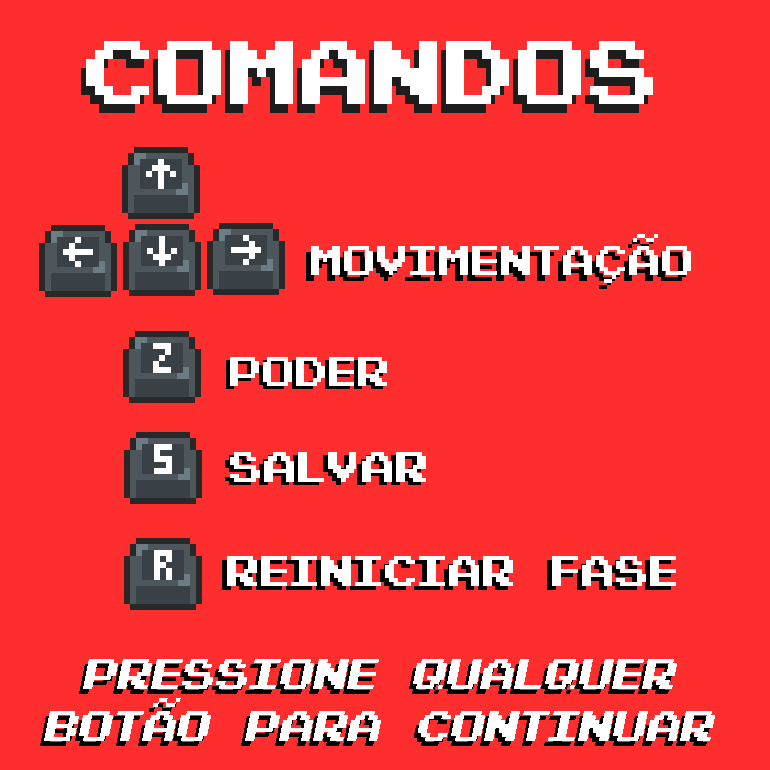 COMANDOS
↑
← ↓ → MOVIMENTAÇÃO
Z PODER
S SALVAR
R REINICIAR FASE
PRESSIONE QUALQUER
BOTÃO PARA CONTINUAR